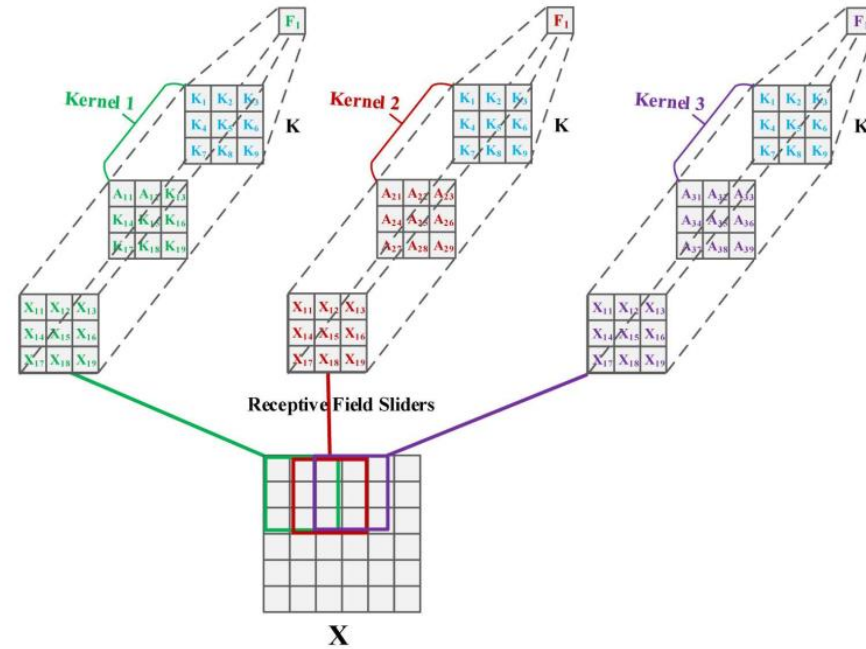 F₁ F₁ F
Kernel 1 Kernel 2 Kernel 3
K₁ K₂ K₃ K₁ K₂ K₃ K₁ K₂ K₃
K₄ K₅ K₆ K K₄ K₅ K₆ K K₄ K₅ K₆ K
K₇ K₈ K₉ K₇ K₈ K₉ K₇ K₈ K₉
A₁₁ A₁₂ K₁₃ A₂₁ A₂₂ A₂₃ A₃₁ A₃₂ A₃₃
K₁₄ K₁₅ K₁₆ A₂₄ A₂₅ A₂₆ A₃₄ A₃₅ A₃₆
K₁₇ K₁₈ K₁₉ A₂₇ A₂₈ A₂₉ A₃₇ A₃₈ A₃₉
X₁₁ X₁₂ X₁₃ X₁₁ X₁₂ X₁₃ X₁₁ X₁₂ X₁₃
X₁₄ X₁₅ X₁₆ X₁₄ X₁₅ X₁₆ X₁₄ X₁₅ X₁₆
X₁₇ X₁₈ X₁₉ X₁₇ X₁₈ X₁₉ X₁₇ X₁₈ X₁₉
Receptive Field Sliders
X